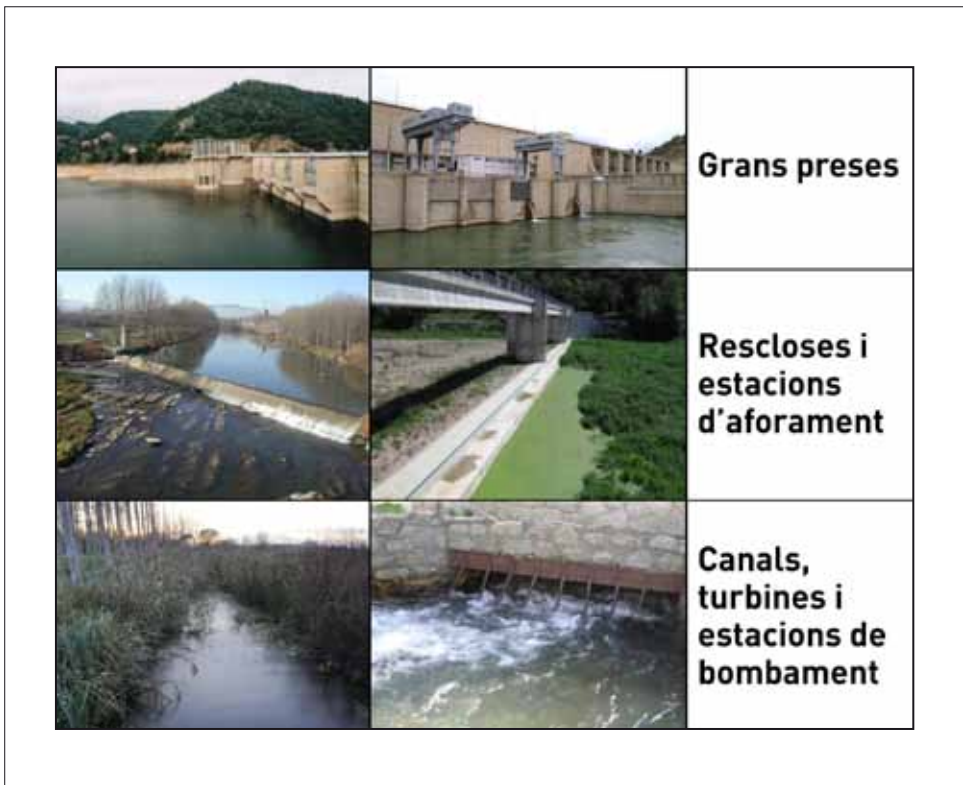 Grans preses
Rescloses i
estacions
d'aforament
Canals,
turbines i
estacions de
bombament